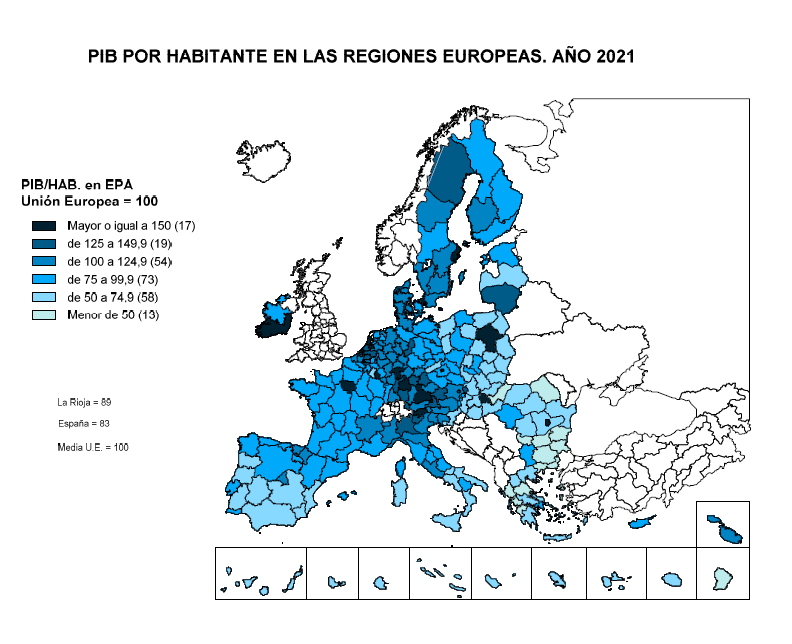 PIB POR HABITANTE EN LAS REGIONES EUROPEAS. AÑO 2021
PIB/HAB. en EPA
Unión Europea = 100
Mayor o igual a 150 (17)
de 125 a 149,9 (19)
de 100 a 124,9 (54)
de 75 a 99,9 (73)
de 50 a 74,9 (58)
Menor de 50 (13)
La Rioja = 89
España = 83
Media U.E. = 100